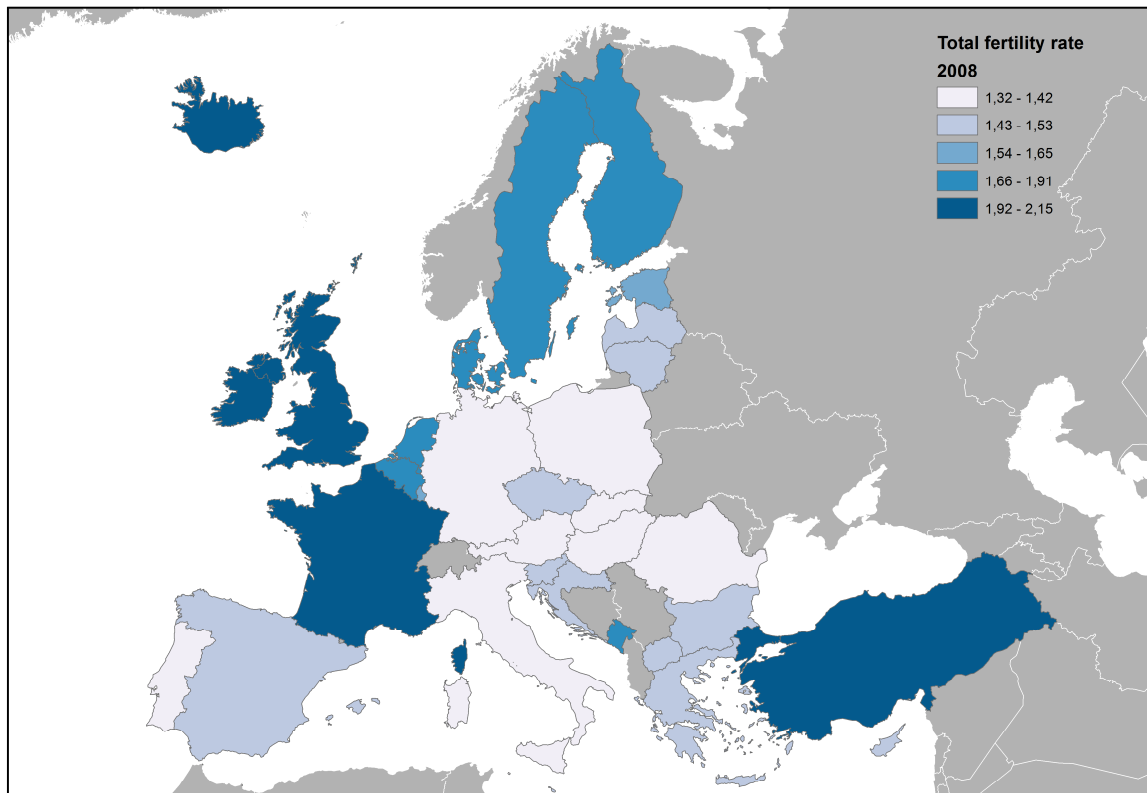 Total fertility rate
2008
1,32 - 1,42
1,43 - 1,53
1,54 - 1,65
1,66 - 1,91
1,92 - 2,15